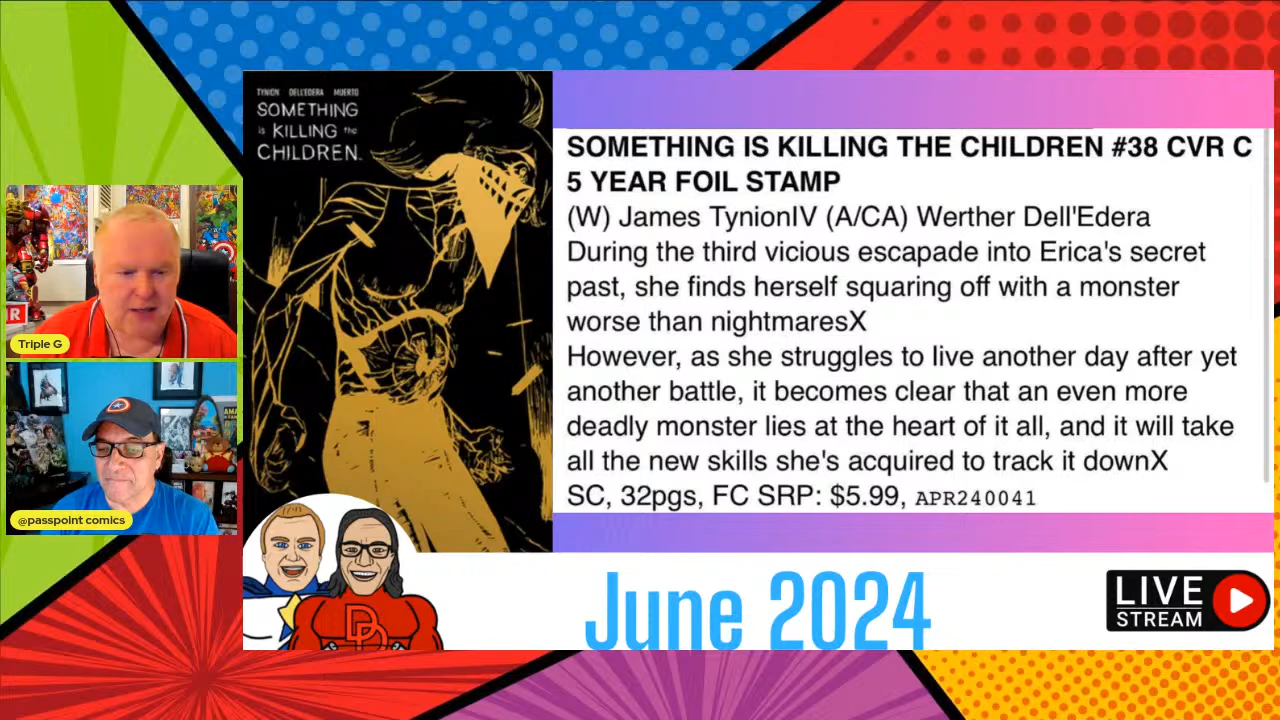 TYNION DELL'EDERA MUERTO
SOMETHING
is KILLING the
CHILDREN
SOMETHING IS KILLING THE CHILDREN #38 CVR C
5 YEAR FOIL STAMP
(W) James TynionIV (A/CA) Werther Dell'Edera
During the third vicious escapade into Erica's secret
past, she finds herself squaring off with a monster
worse than nightmaresX
However, as she struggles to live another day after yet
another battle, it becomes clear that an even more
deadly monster lies at the heart of it all, and it will take
all the new skills she's acquired to track it downX
SC, 32pgs, FC SRP: $5.99, APR240041
Triple G
@passpoint comics
DD
June 2024
LIVE
STREAM